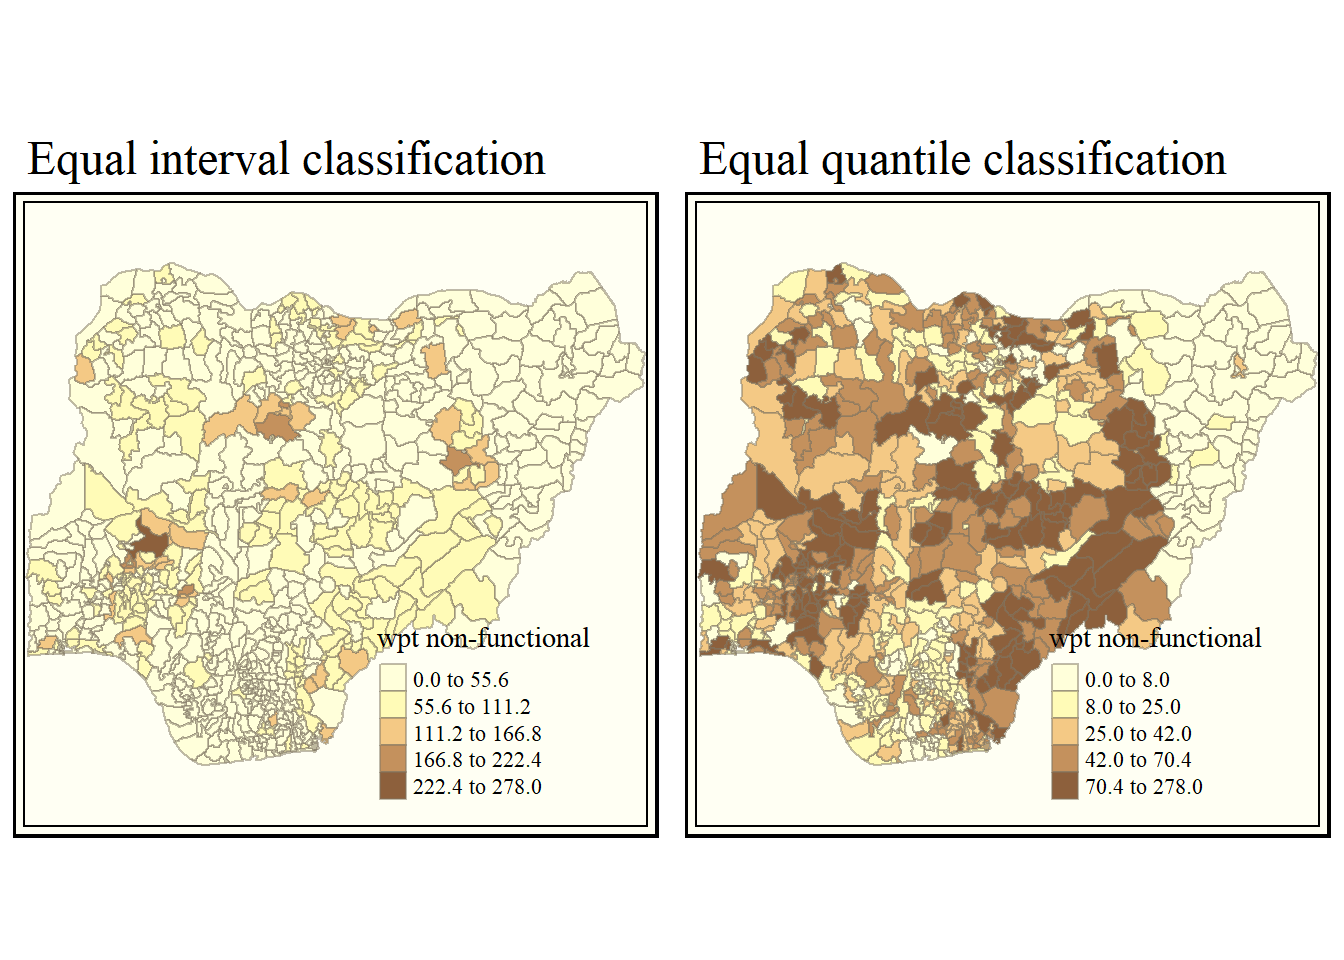 Equal interval classification
wpt non-functional
0.0 to 55.6
55.6 to 111.2
111.2 to 166.8
166.8 to 222.4
222.4 to 278.0
Equal quantile classification
wpt non-functional
0.0 to 8.0
8.0 to 25.0
25.0 to 42.0
42.0 to 70.4
70.4 to 278.0